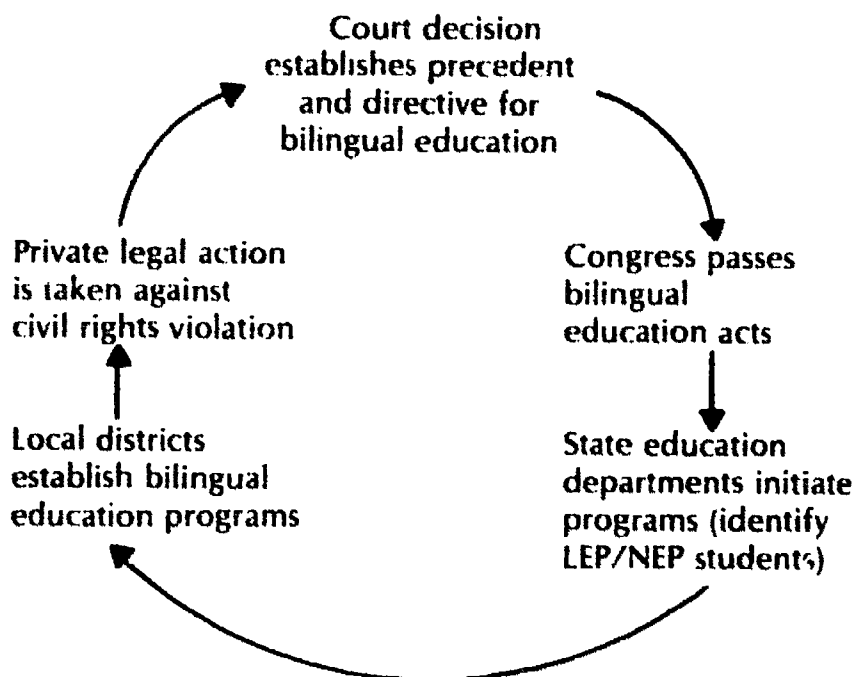 Court decision
establishes precedent
and directive for
bilingual education
Congress passes
bilingual
education acts
State education
departments initiate
programs (identify
LEP/NEP students)
Local districts
establish bilingual
education programs
Private legal action
is taken against
civil rights violation